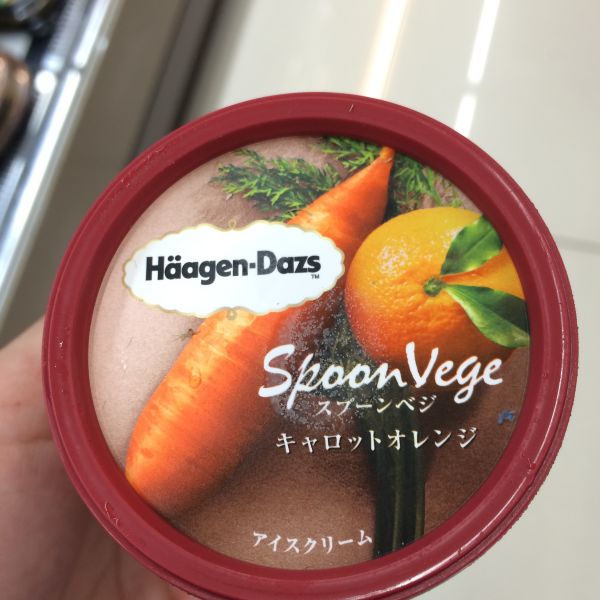 Häagen-Dazs
TM
SpoonVege
スプーンベジ
キャロットオレンジ
アイスクリーム